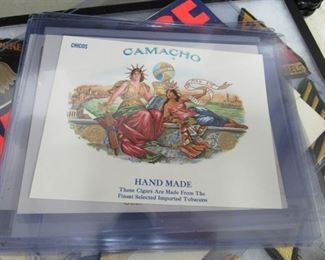 CHICOS
CAMACHO
HAND MADE
These Cigars Are Made From The
Finest Selected Imported Tobaccos